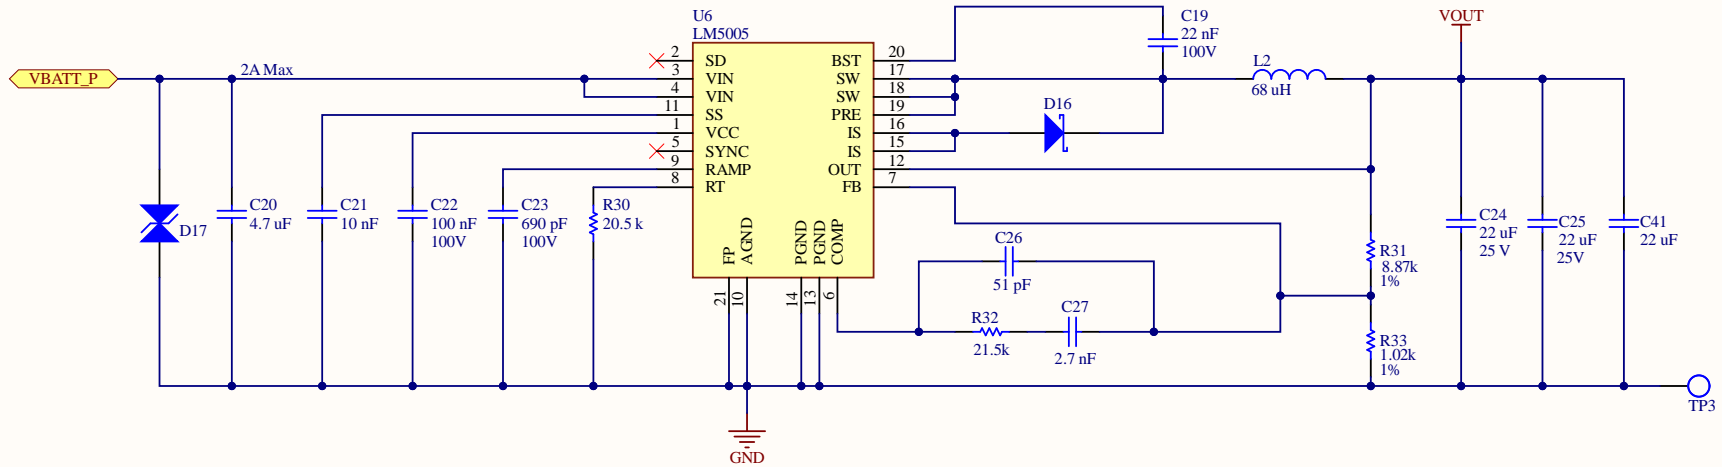 U6
LM5005
VBATT_P
2A Max
2
SD
3
VIN
4
VIN
11
SS
1
VCC
5
SYNC
9
RAMP
8
RT
BST
20
SW
17
SW
18
PRE
19
IS
16
IS
15
OUT
12
FB
7
FP
21
AGND
10
PGND
14
PGND
13
COMP
6
C19
22 nF
100V
L2
68 uH
VOUT
D16
D17
C20
4.7 uF
C21
10 nF
C22
100 nF
100V
C23
690 pF
100V
R30
20.5 k
C26
51 pF
R32
21.5k
C27
2.7 nF
R31
8.87k
1%
R33
1.02k
1%
C24
22 uF
25 V
C25
22 uF
25V
C41
22 uF
GND
TP3